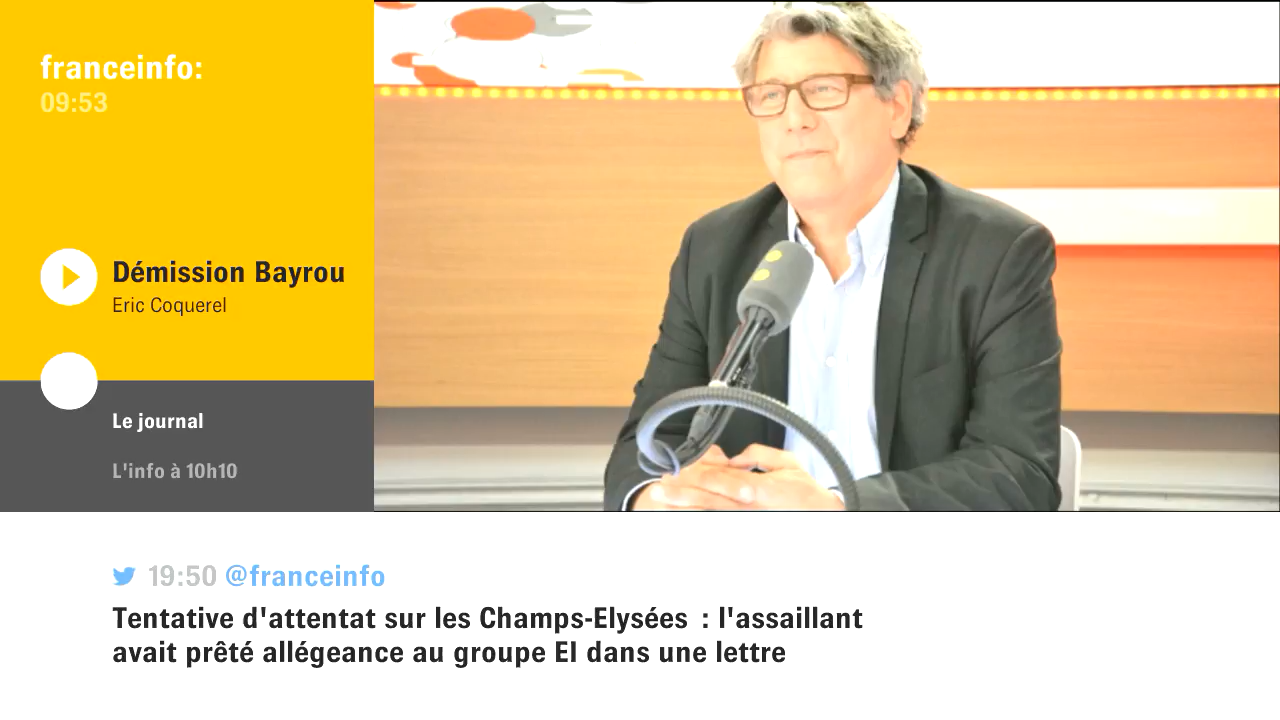 franceinfo:
09:53
Démission Bayrou
Eric Coquerel
Le journal
L'info à 10h10
19:50 @franceinfo
Tentative d'attentat sur les Champs-Elysées : l'assaillant
avait prêté allégeance au groupe EI dans une lettre